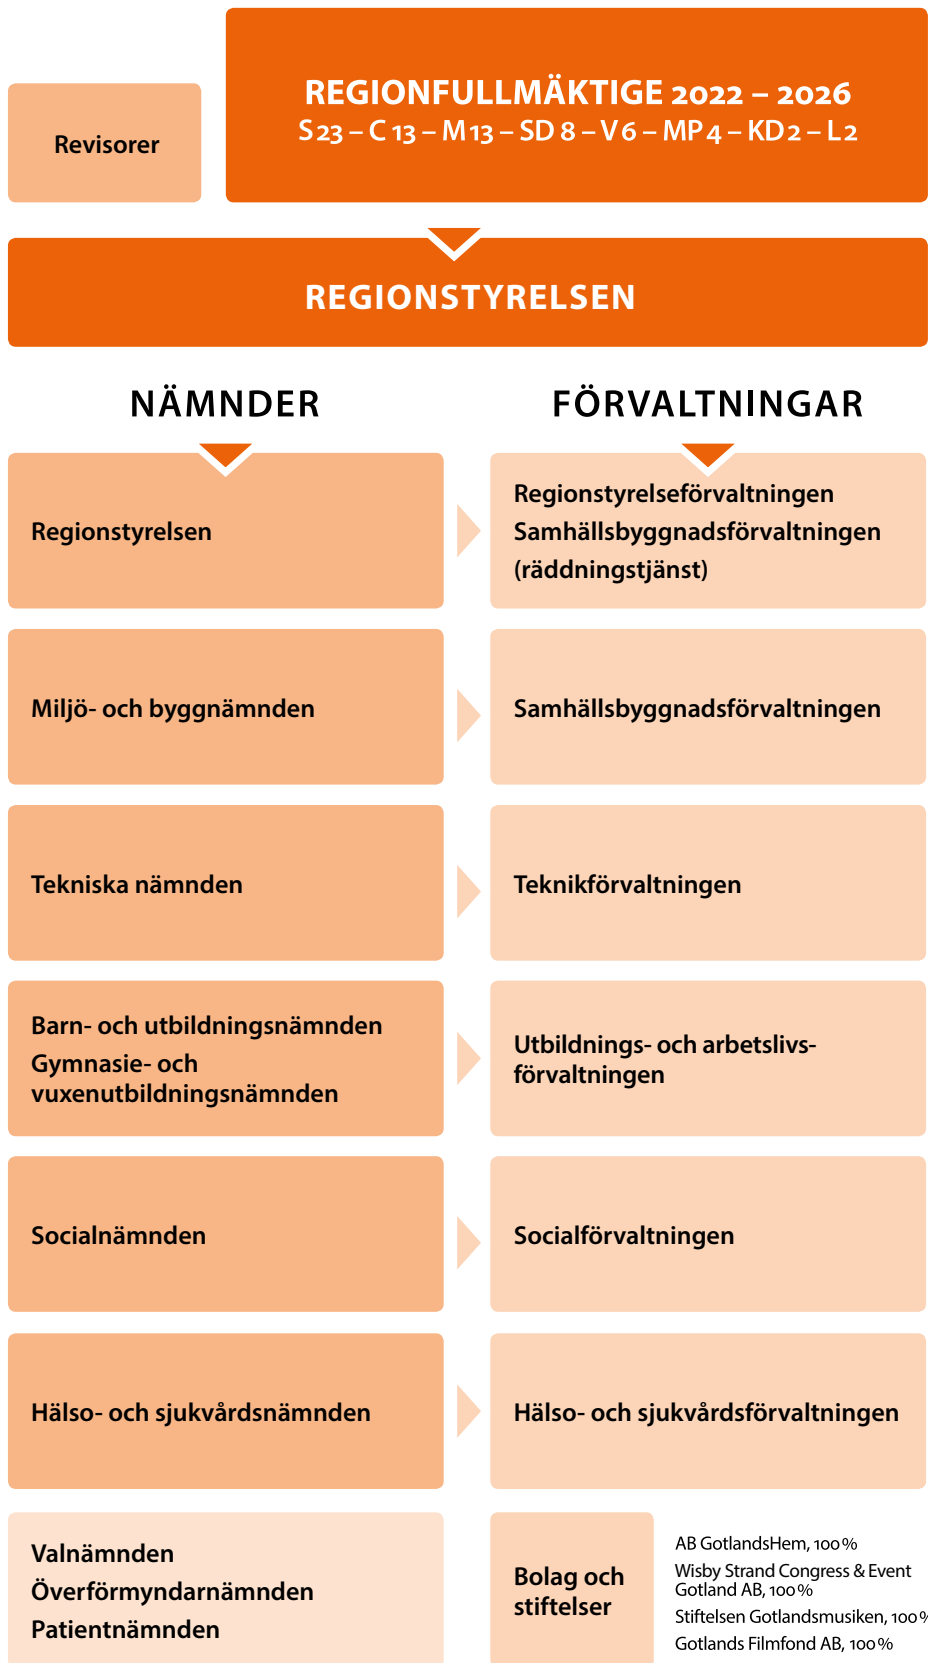 Revisorer
REGIONFULLMÄKTIGE 2022 – 2026
S 23 – C 13 – M 13 – SD 8 – V 6 – MP 4 – KD 2 – L 2
REGIONSTYRELSEN
NÄMNDER
FÖRVALTNINGAR
Regionstyrelsen
Regionstyrelseförvaltningen
Samhällsbyggnadsförvaltningen
(räddningstjänst)
Miljö- och byggnämnden
Samhällsbyggnadsförvaltningen
Tekniska nämnden
Teknikförvaltningen
Barn- och utbildningsnämnden
Gymnasie- och
vuxenutbildningsnämnden
Utbildnings- och arbetslivs-
förvaltningen
Socialnämnden
Socialförvaltningen
Hälso- och sjukvårdsnämnden
Hälso- och sjukvårdsförvaltningen
Valnämnden
Överförmyndarnämnden
Patientnämnden
Bolag och
stiftelser
AB GotlandsHem, 100 %
Wisby Strand Congress & Event
Gotland AB, 100 %
Stiftelsen Gotlandsmusiken, 100 %
Gotlands Filmfond AB, 100 %